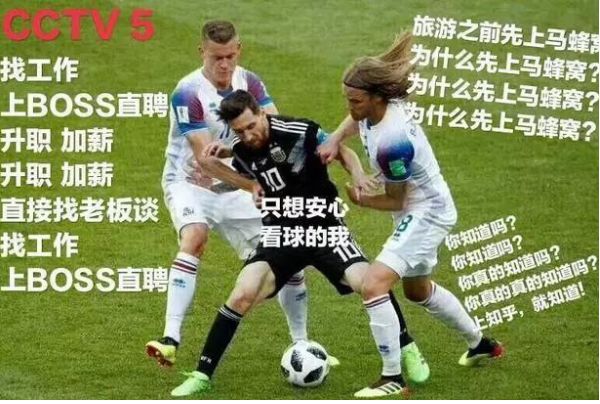 CCTV 5
找工作
上BOSS直聘
升职 加薪
升职 加薪
直接找老板谈
找工作
上BOSS直聘
只想安心
看球的我
10
10
8
旅游之前先上马蜂窝
为什么先上马蜂窝?
为什么先上马蜂窝?
为什么先上马蜂窝?
你知道吗?
你知道吗?
你真的知道吗?
你真的真的知道吗?
上知乎，就知道!